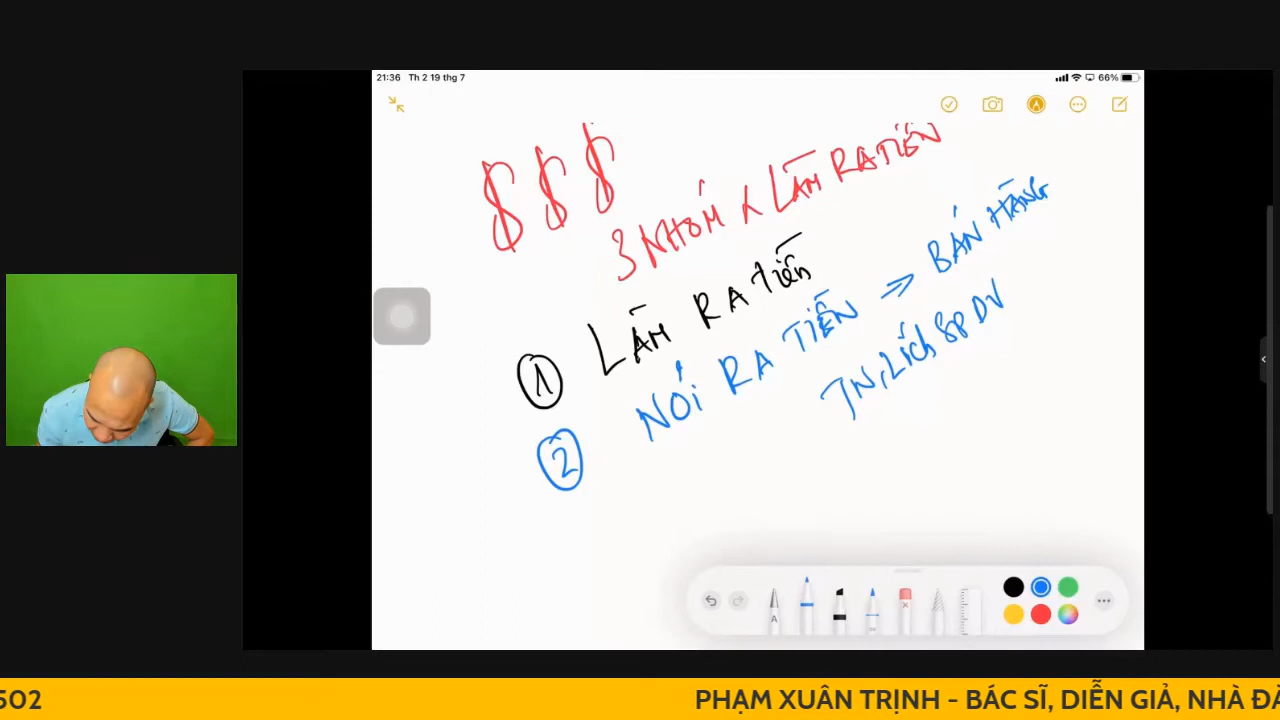 21:36 Th 2 19 thg 7
66%
$ $ $
3 NHÓM LÀM RA TIỀN
1 LÀM RA tiền
2 NÓI RA TIỀN => BÁN HÀNG
TN, LÍCH SP DV
A
502
PHẠM XUÂN TRỊNH - BÁC SĨ, DIỄN GIẢ, NHÀ ĐÀ